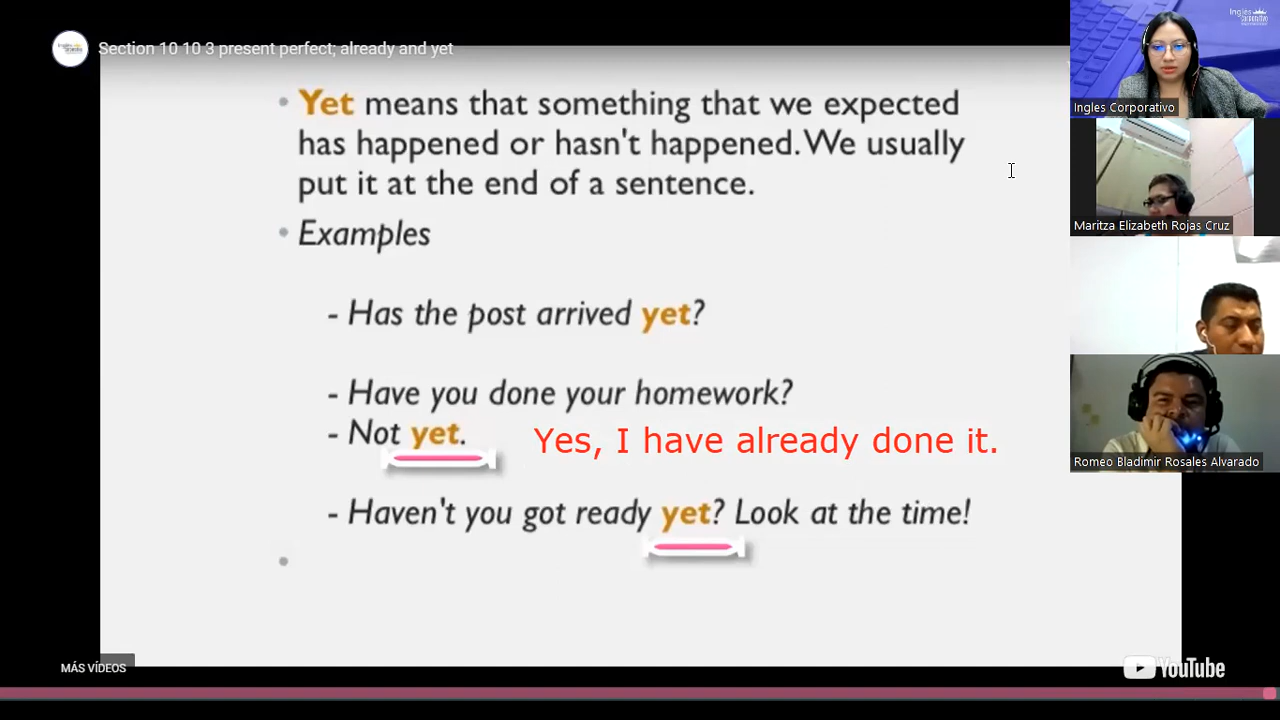 Section 10 10 3 present perfect; already and yet
Yet means that something that we expected
has happened or hasn't happened. We usually
put it at the end of a sentence.
Examples
- Has the post arrived yet?
- Have you done your homework?
- Not yet.
Yes, I have already done it.
- Haven't you got ready yet? Look at the time!
MÁS VÍDEOS
YouTube
Ingles Corporativo
Maritza Elizabeth Rojas Cruz
Romeo Bladimir Rosales Alvarado